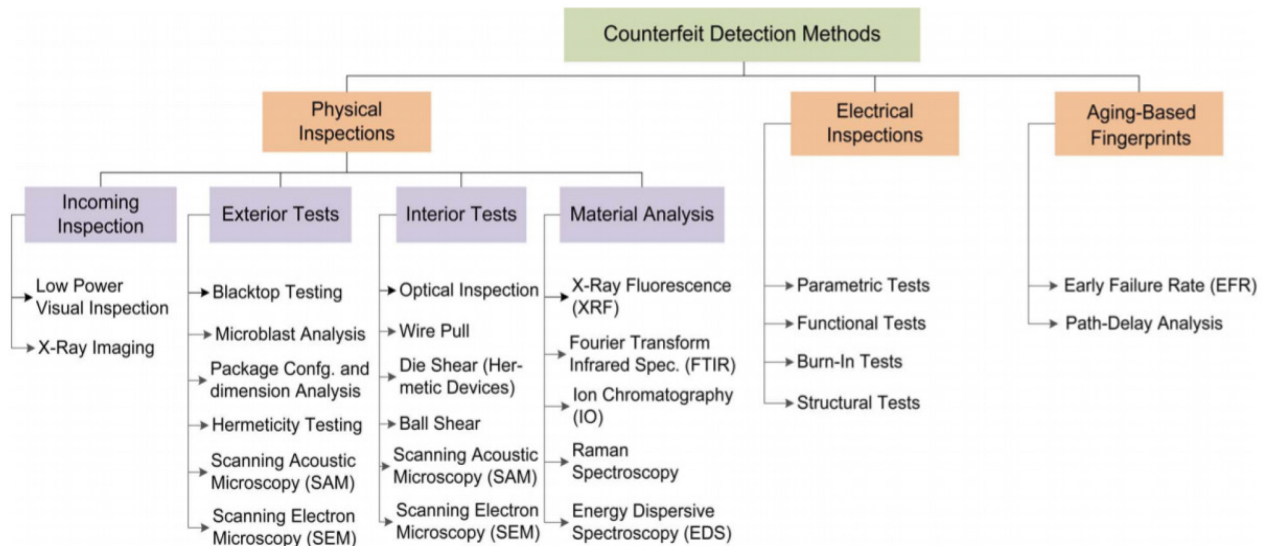 Counterfeit Detection Methods
Physical
Inspections
Electrical
Inspections
Aging-Based
Fingerprints
Incoming
Inspection
Exterior Tests
Interior Tests
Material Analysis
Low Power
Visual Inspection
X-Ray Imaging
Blacktop Testing
Microblast Analysis
Package Confg. and
dimension Analysis
Hermeticity Testing
Scanning Acoustic
Microscopy (SAM)
Scanning Electron
Microscopy (SEM)
Optical Inspection
Wire Pull
Die Shear (Her-
metic Devices)
Ball Shear
Scanning Acoustic
Microscopy (SAM)
Scanning Electron
Microscopy (SEM)
X-Ray Fluorescence
(XRF)
Fourier Transform
Infrared Spec. (FTIR)
Ion Chromatography
(IO)
Raman
Spectroscopy
Energy Dispersive
Spectroscopy (EDS)
Parametric Tests
Functional Tests
Burn-In Tests
Structural Tests
Early Failure Rate (EFR)
Path-Delay Analysis